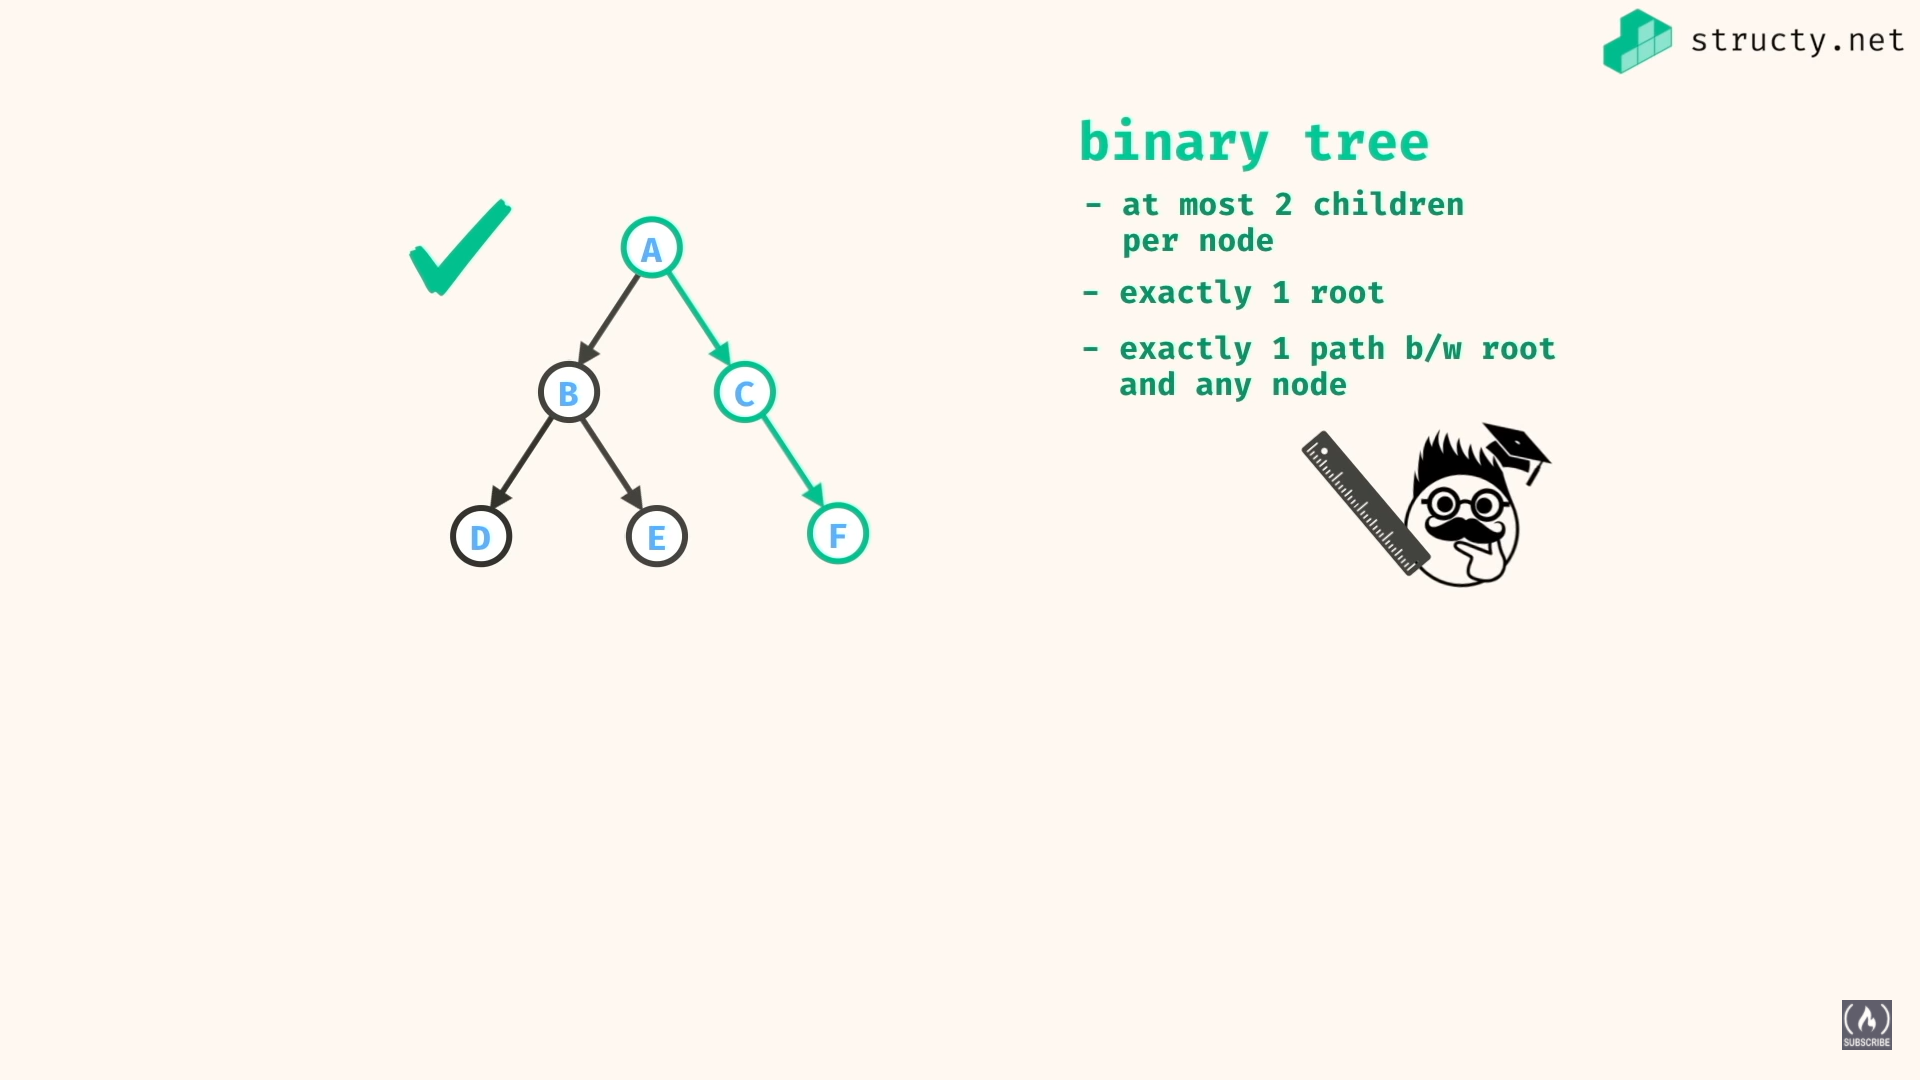 structy.net
binary tree
- at most 2 children
per node
- exactly 1 root
- exactly 1 path b/w root
and any node
A
B
C
D
E
F
SUBSCRIBE